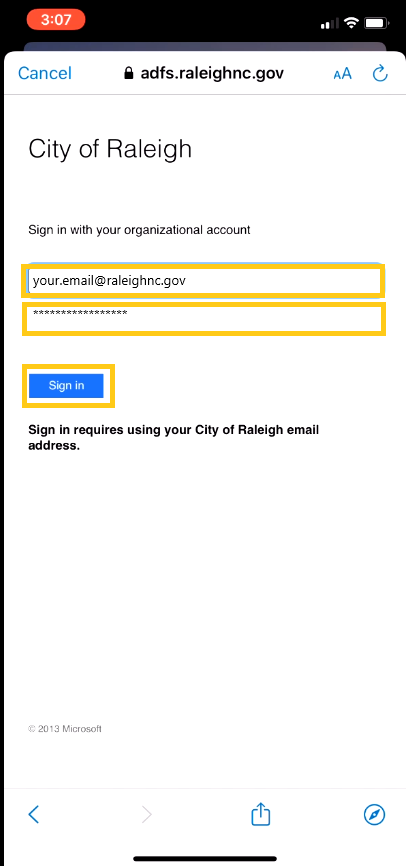 3:07
Cancel adfs.raleighnc.gov AA
City of Raleigh
Sign in with your organizational account
your.email@raleighnc.gov
*****************
Sign in
Sign in requires using your City of Raleigh email
address.
© 2013 Microsoft